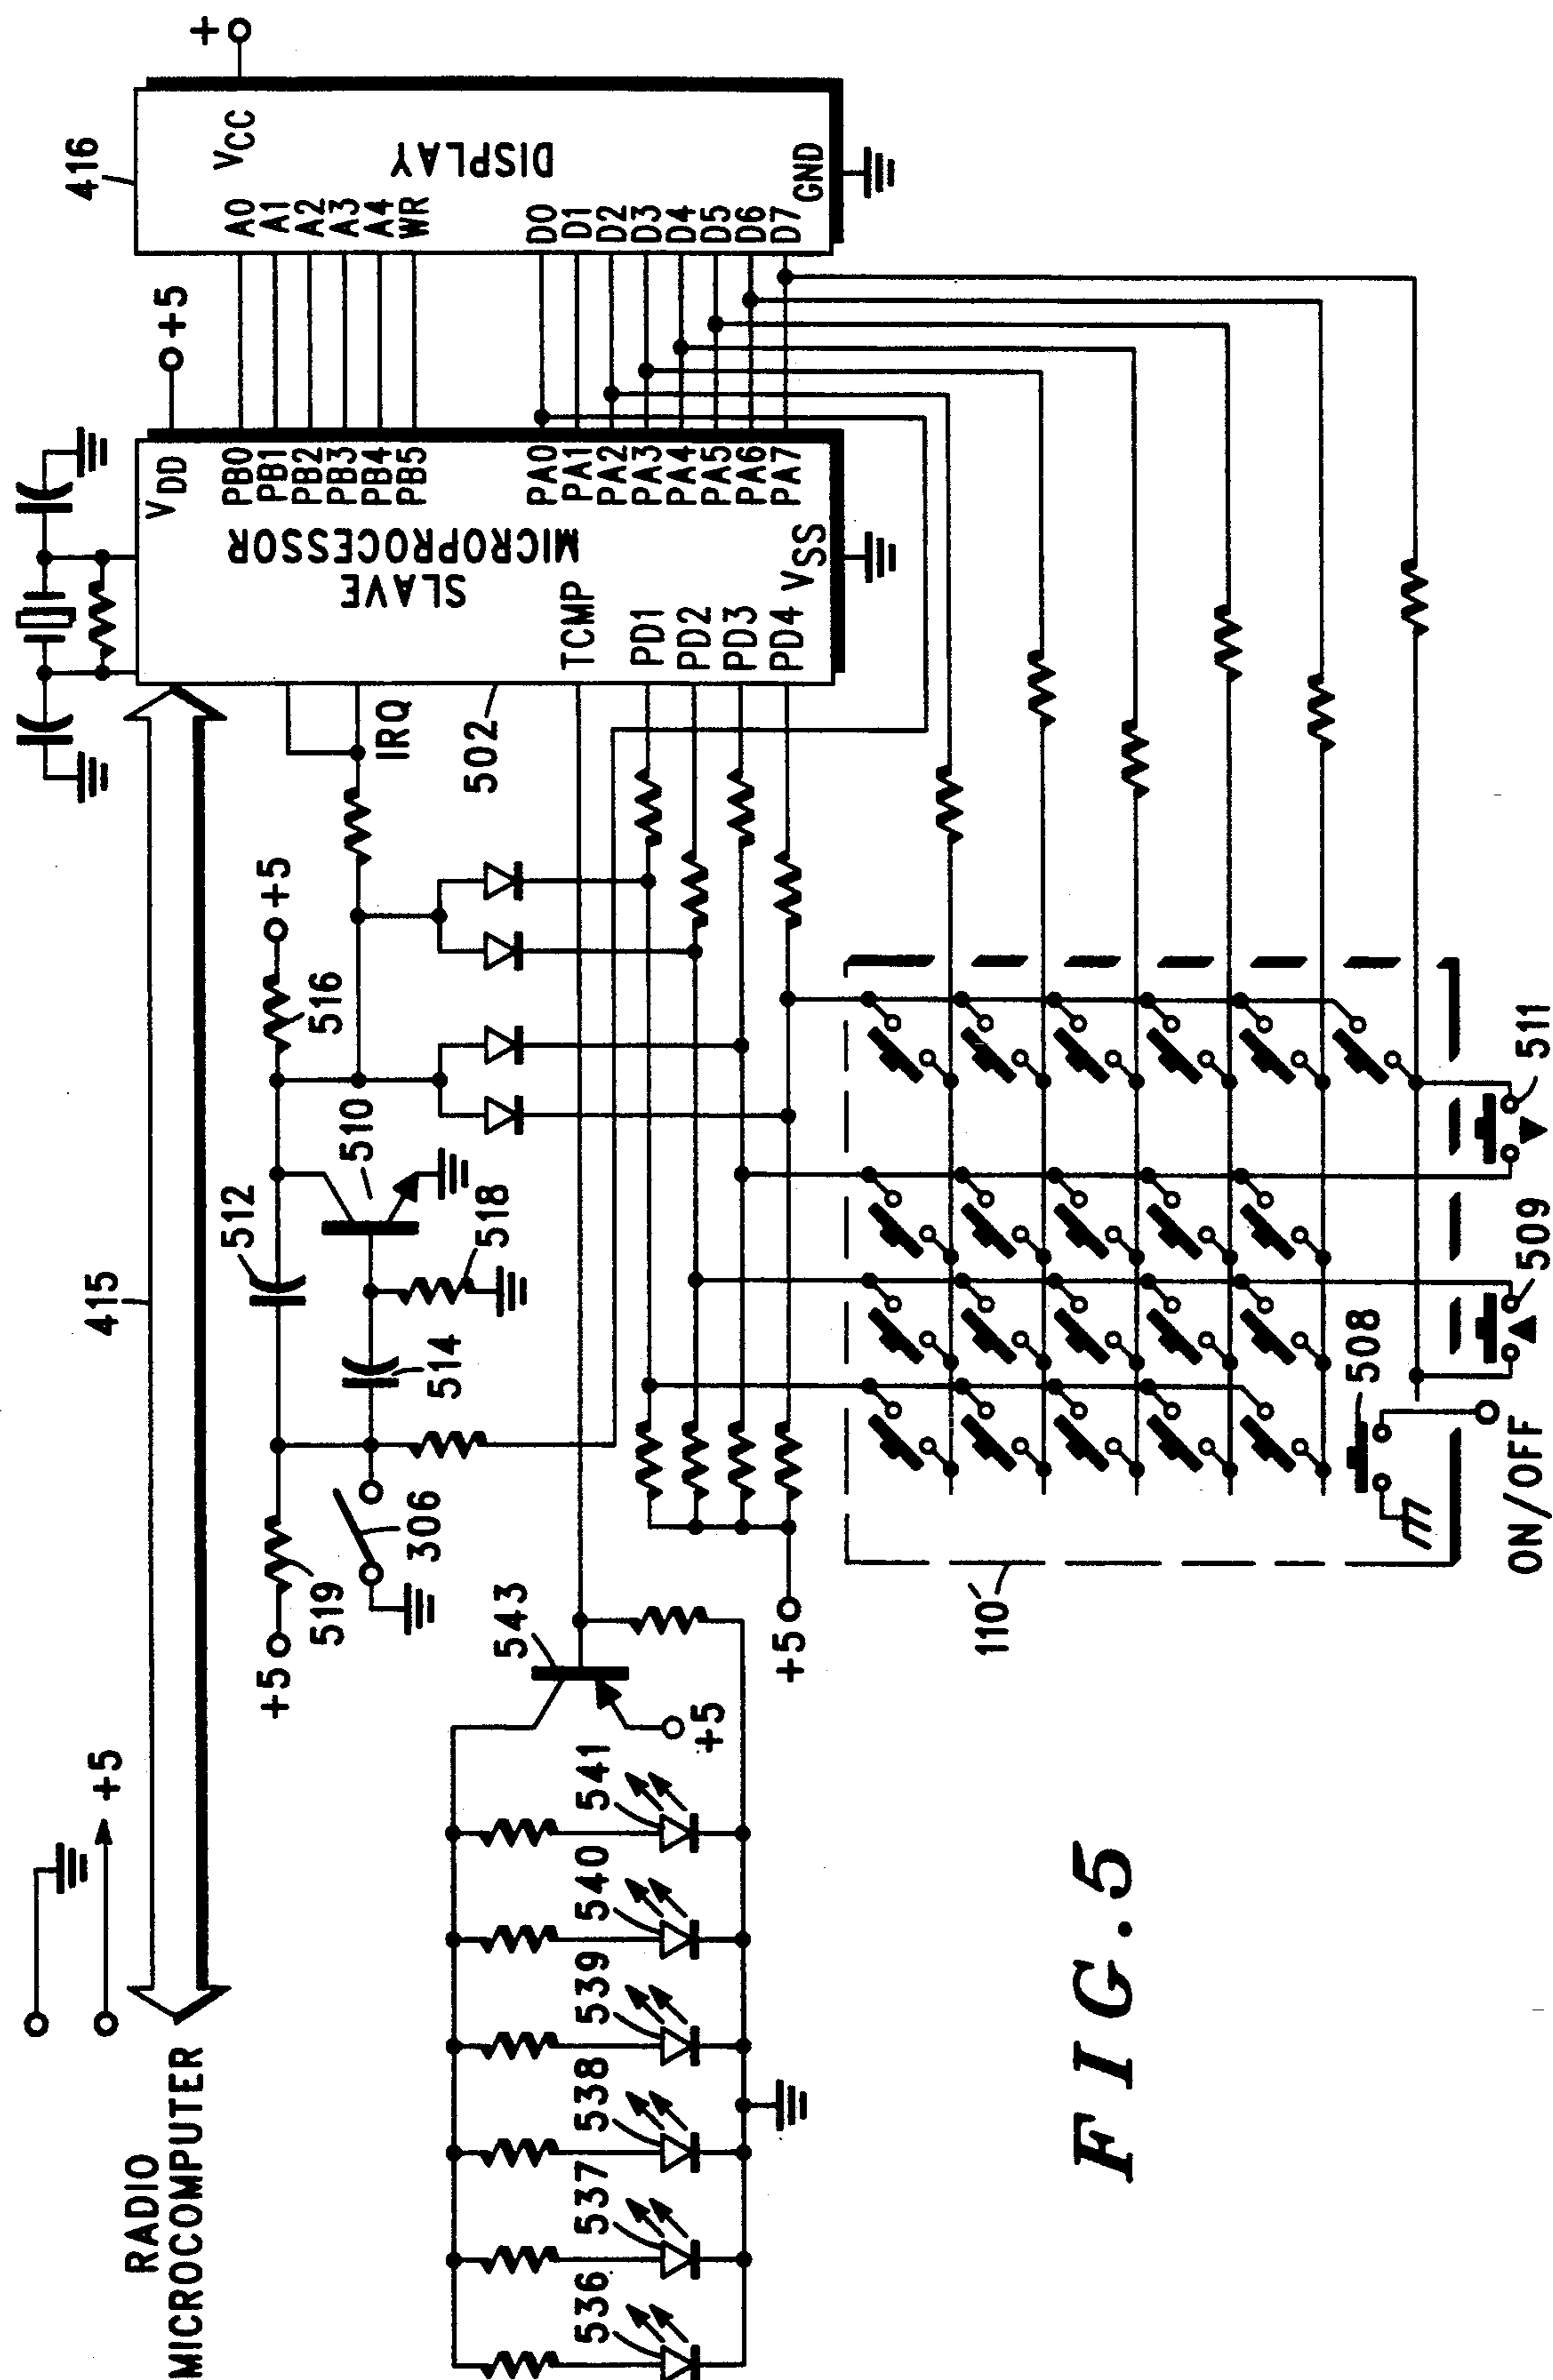 RADIO
MICROCOMPUTER
+5
415
416
+
VCC
DISPLAY
A0
A1
A2
A3
A4
WR
D0
D1
D2
D3
D4
D5
D6
D7
GND
+5
VDD
PB0
PB1
PB2
PB3
PB4
PB5
PA0
PA1
PA2
PA3
PA4
PA5
PA6
PA7
SLAVE
MICROPROCESSOR
VSS
TCMP
PD1
PD2
PD3
PD4
IRQ
502
+5
516
512
510
518
514
519
+5
306
543
+5
+5
536
537
538
539
540
541
110'
508
509
511
▲
▼
ON/OFF
FIG.5